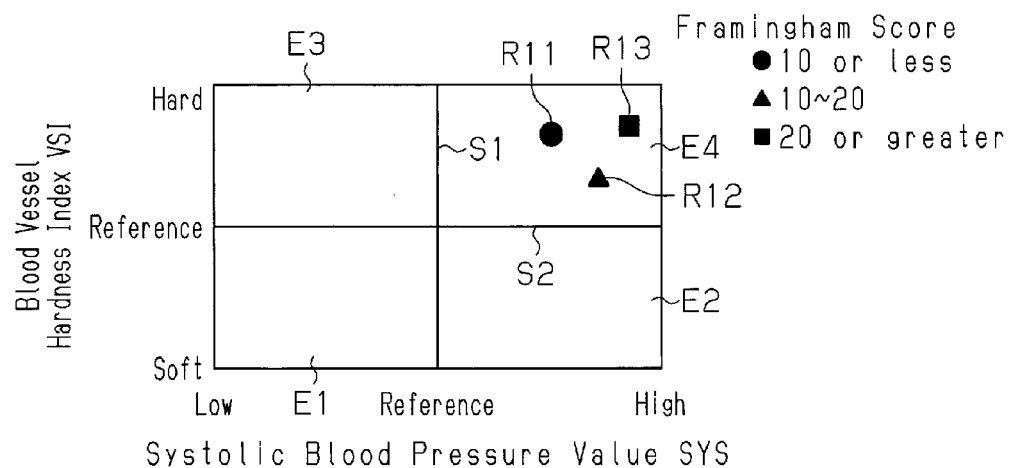 Framingham Score
● 10 or less
▲ 10~20
■ 20 or greater
E3
R11
R13
Hard
S1
E4
R12
Reference
S2
E2
Soft
E1
Low
Reference
High
Blood Vessel
Hardness Index VSI
Systolic Blood Pressure Value SYS